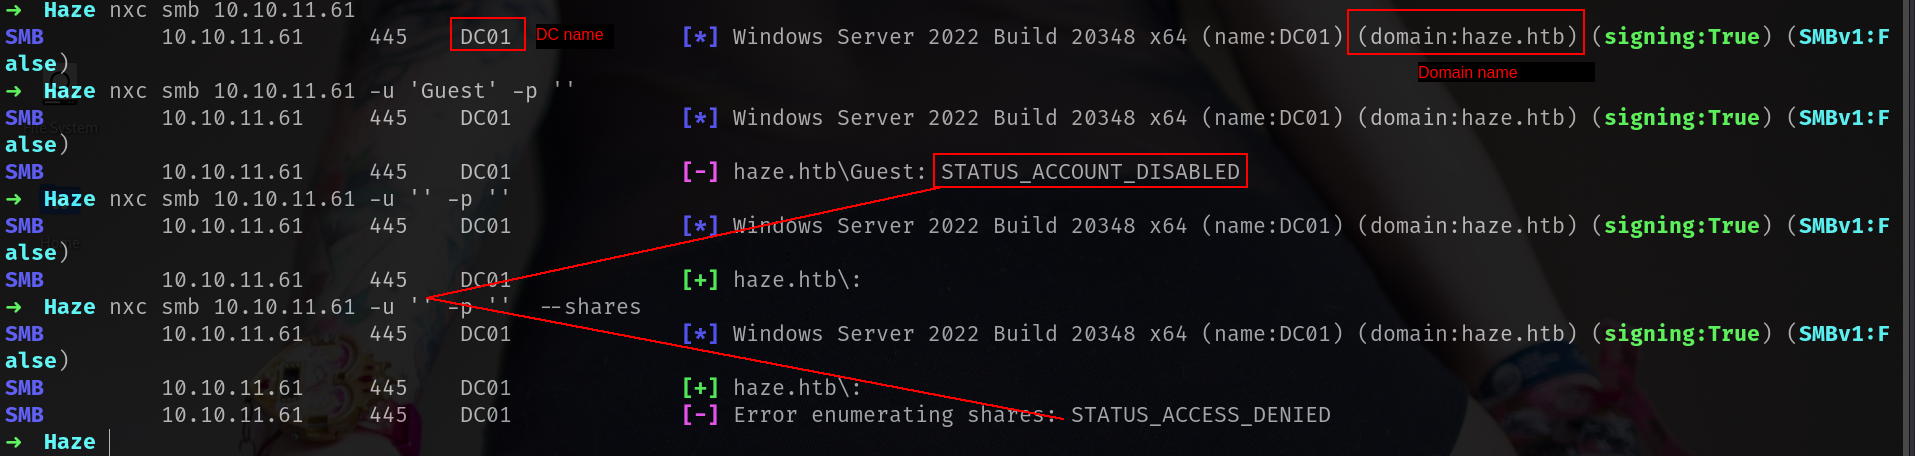 → Haze nxc smb 10.10.11.61
SMB 10.10.11.61 445 DC01 DC name [*] Windows Server 2022 Build 20348 x64 (name:DC01) (domain:haze.htb) (signing:True) (SMBv1:F
alse) Domain name
→ Haze nxc smb 10.10.11.61 -u 'Guest' -p ''
SMB 10.10.11.61 445 DC01 [*] Windows Server 2022 Build 20348 x64 (name:DC01) (domain:haze.htb) (signing:True) (SMBv1:F
File System
alse)
SMB 10.10.11.61 445 DC01 [-] haze.htb\Guest: STATUS_ACCOUNT_DISABLED
→ Haze nxc smb 10.10.11.61 -u '' -p ''
SMB 10.10.11.61 445 DC01 [*] Windows Server 2022 Build 20348 x64 (name:DC01) (domain:haze.htb) (signing:True) (SMBv1:F
Home
alse)
SMB 10.10.11.61 445 DC01 [+] haze.htb\:
→ Haze nxc smb 10.10.11.61 -u '' -p '' --shares
SMB 10.10.11.61 445 DC01 [*] Windows Server 2022 Build 20348 x64 (name:DC01) (domain:haze.htb) (signing:True) (SMBv1:F
alse)
SMB 10.10.11.61 445 DC01 [+] haze.htb\:
SMB 10.10.11.61 445 DC01 [-] Error enumerating shares: STATUS_ACCESS_DENIED
→ Haze